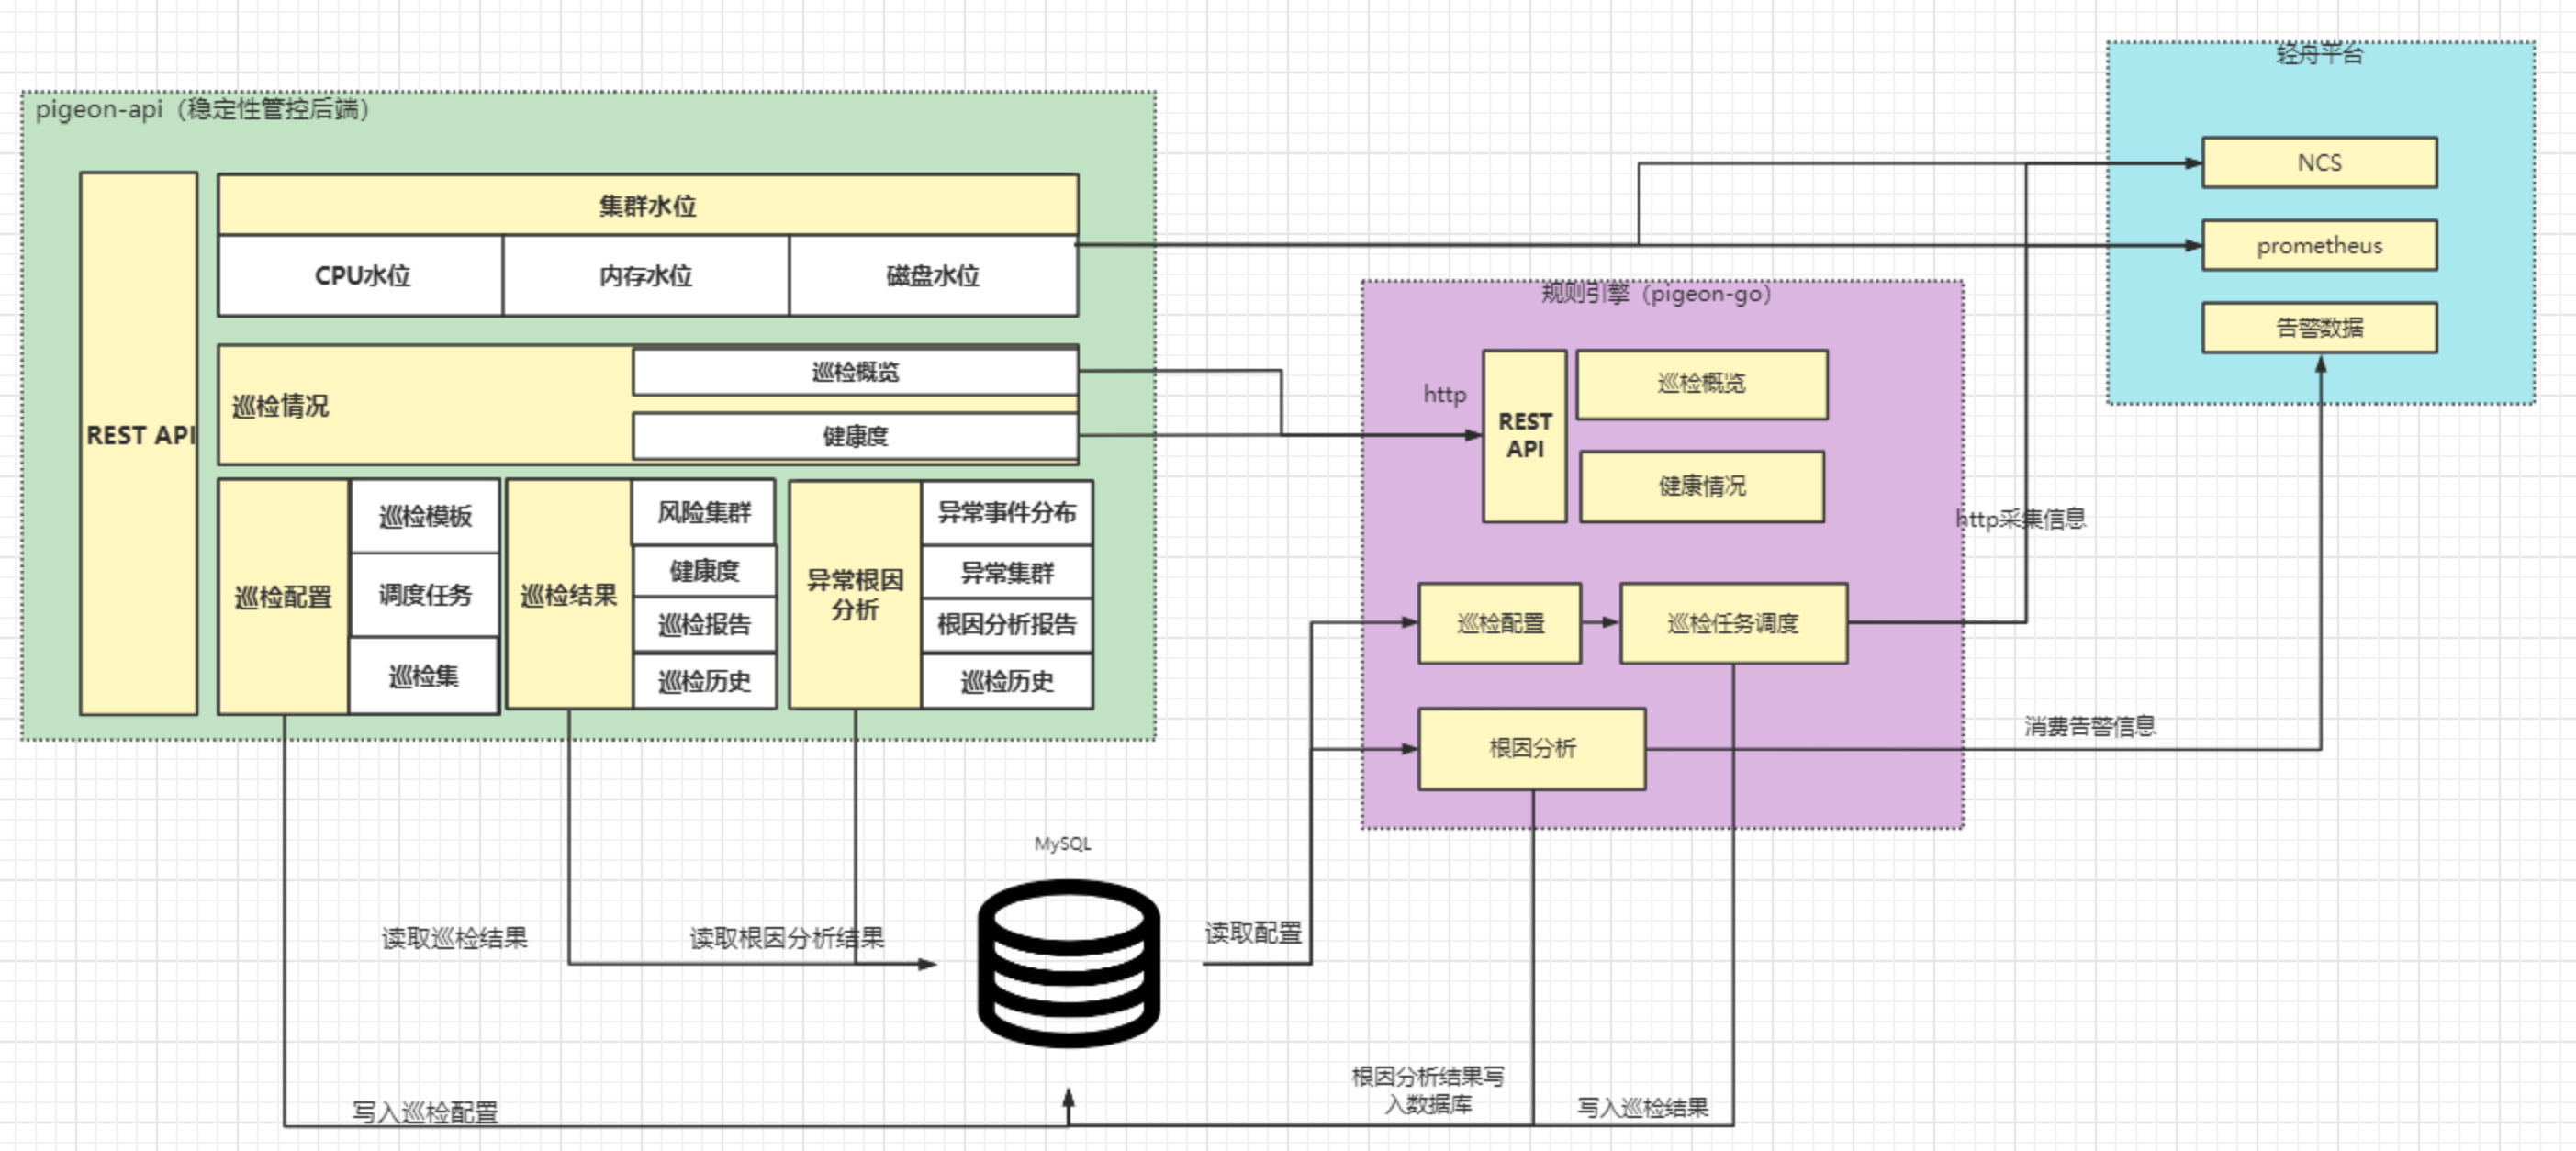 轻舟平台
pigeon-api（稳定性管控后端）
NCS
集群水位
prometheus
CPU水位
内存水位
磁盘水位
规则引擎（pigeon-go）
告警数据
巡检概览
巡检概览
http
巡检情况
REST API
健康度
REST
API
健康情况
巡检模板
风险集群
异常事件分布
http采集信息
健康度
异常集群
巡检配置
调度任务
巡检结果
异常根因
分析
巡检报告
根因分析报告
巡检配置
巡检任务调度
巡检集
巡检历史
巡检历史
消费告警信息
根因分析
MySQL
读取巡检结果
读取根因分析结果
读取配置
根因分析结果写
入数据库
写入巡检配置
写入巡检结果